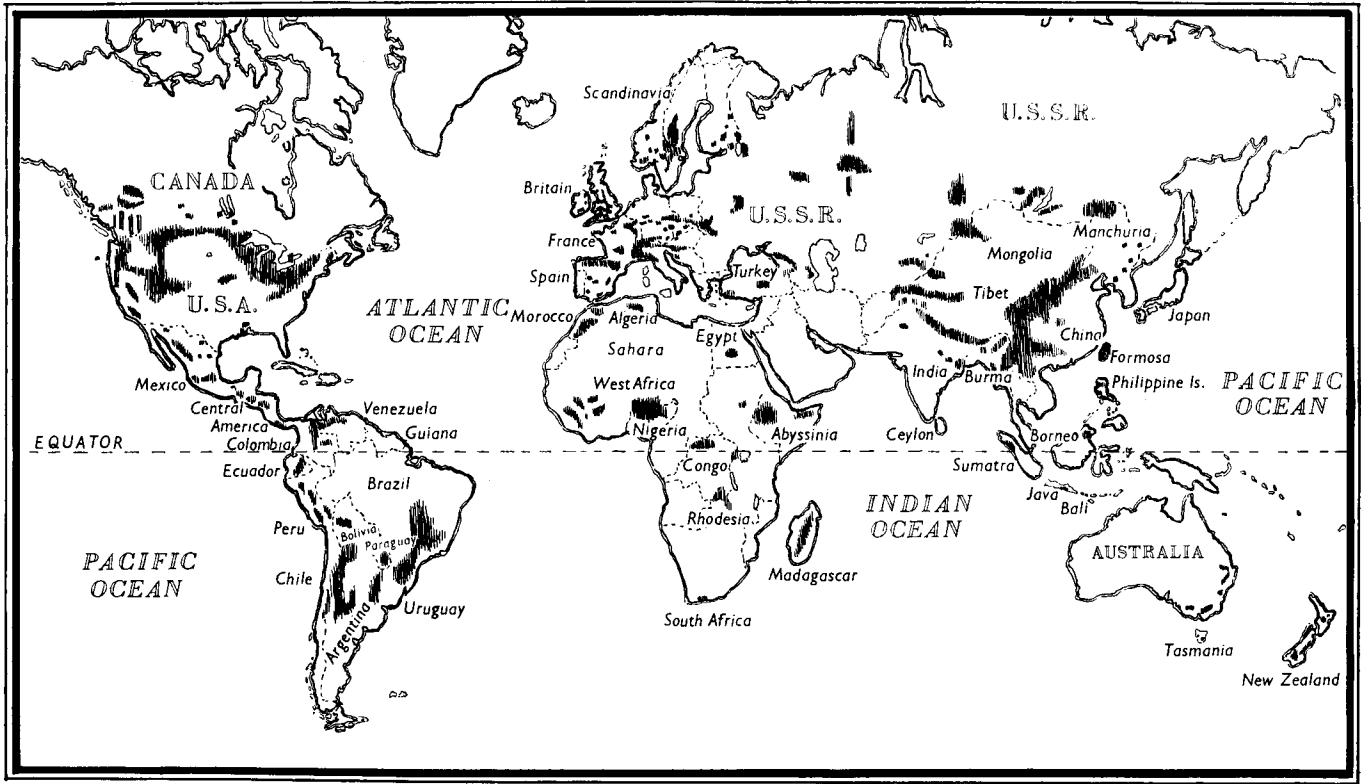 U.S.S.R.
Scandinavia
CANADA
Britain
U.S.S.R.
France
Manchuria
Mongolia
Spain
Turkey
Tibet
U.S.A.
ATLANTIC
OCEAN
Morocco
Algeria
Egypt
Japan
China
Sahara
Formosa
India
Burma
Mexico
West Africa
Philippine Is.
PACIFIC
OCEAN
Central
America
Venezuela
Colombia
Guiana
Nigeria
Abyssinia
Ceylon
Borneo
EQUATOR
Ecuador
Brazil
Congo
Sumatra
Java
Bali
INDIAN
OCEAN
Peru
Bolivia
Paraguay
Rhodesia
AUSTRALIA
PACIFIC
OCEAN
Chile
Madagascar
Uruguay
Argentina
South Africa
Tasmania
New Zealand